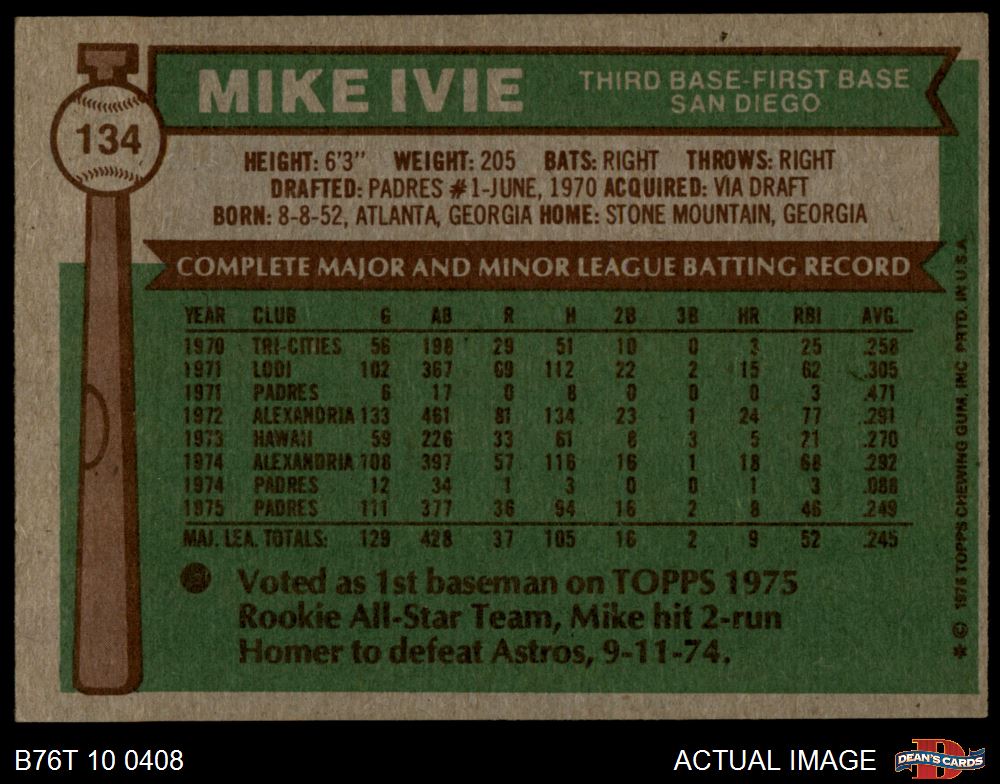 134
MIKE IVIE
THIRD BASE-FIRST BASE
SAN DIEGO
HEIGHT: 6'3" WEIGHT: 205 BATS: RIGHT THROWS: RIGHT
DRAFTED: PADRES #1-JUNE, 1970 ACQUIRED: VIA DRAFT
BORN: 8-8-52, ATLANTA, GEORGIA HOME: STONE MOUNTAIN, GEORGIA
COMPLETE MAJOR AND MINOR LEAGUE BATTING RECORD
YEAR CLUB G AB R H 2B 3B HR RBI AVG.
1970 TRI-CITIES 56 198 29 51 10 0 3 25 .258
1971 LODI 102 367 69 112 22 2 15 62 .305
1971 PADRES 6 17 0 8 0 0 0 3 .471
1972 ALEXANDRIA 133 461 81 134 23 1 24 77 .291
1973 HAWAII 59 226 33 61 8 3 5 21 .270
1974 ALEXANDRIA 108 397 57 116 16 1 18 68 .292
1974 PADRES 12 34 1 3 0 0 1 3 .088
1975 PADRES 111 377 36 94 16 2 8 46 .249
MAJ. LEA. TOTALS: 129 428 37 105 16 2 9 52 .245
Voted as 1st baseman on TOPPS 1975
Rookie All-Star Team, Mike hit 2-run
Homer to defeat Astros, 9-11-74.
* © 1976 TOPPS CHEWING GUM, INC. PRTD. IN U.S.A.
B76T 10 0408
ACTUAL IMAGE
DEAN'S CARDS